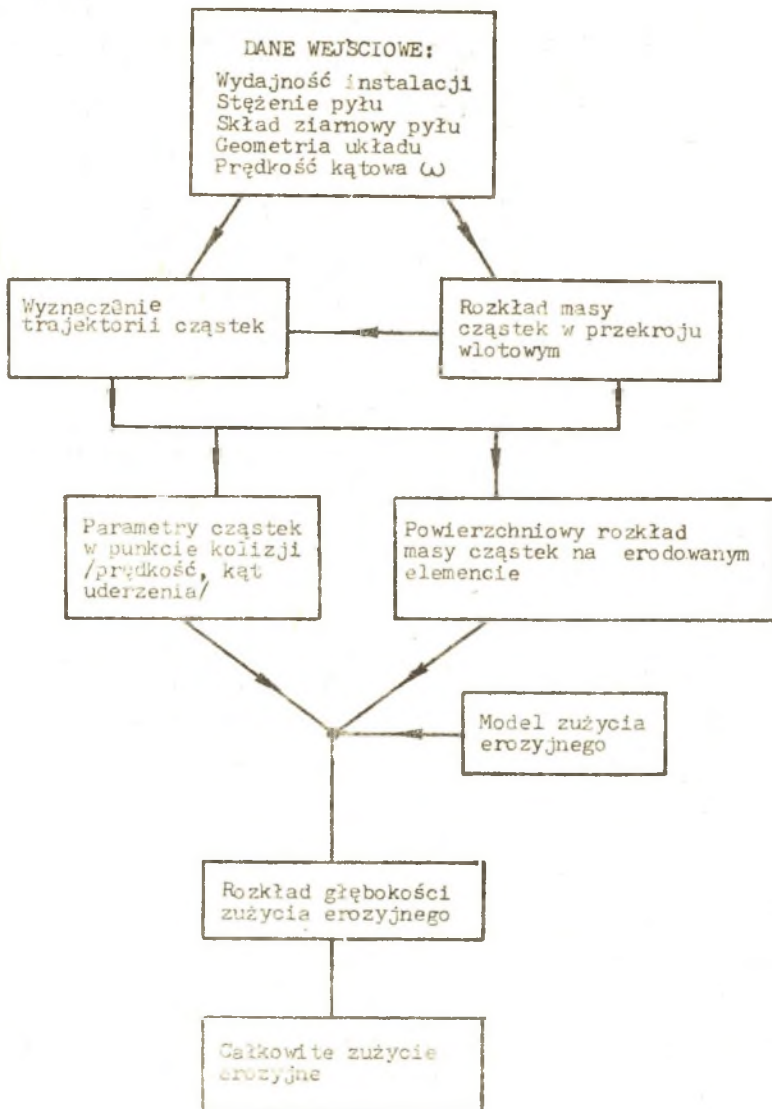 DANE WEJŚCIOWE:
Wydajność instalacji
Stężenie pyłu
Skład ziarnowy pyłu
Geometria układu
Prędkość kątowa ω
Wyznaczanie
trajektorii cząstek
Rozkład masy
cząstek w przekroju
wlotowym
Parametry cząstek
w punkcie kolizji
/prędkość, kąt
uderzenia/
Powierzchniowy rozkład
masy cząstek na erodowanym
elemencie
Model zużycia
erozyjnego
Rozkład głębokości
zużycia erozyjnego
Całkowite zużycie
erozyjne